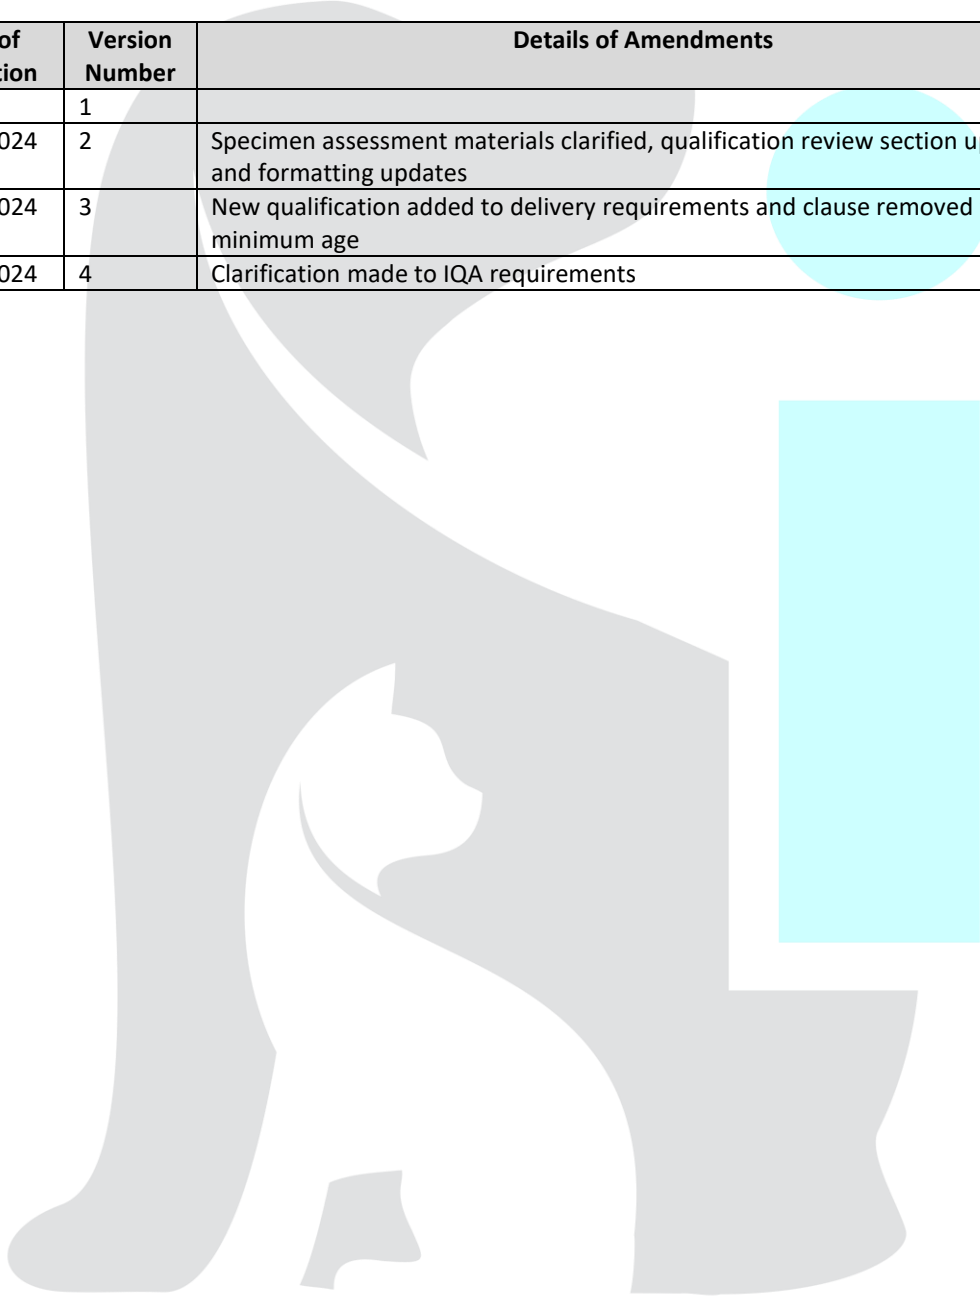 of Version Details of Amendments
tion Number
1
024 2 Specimen assessment materials clarified, qualification review section u
and formatting updates
024 3 New qualification added to delivery requirements and clause removed
minimum age
024 4 Clarification made to IQA requirements